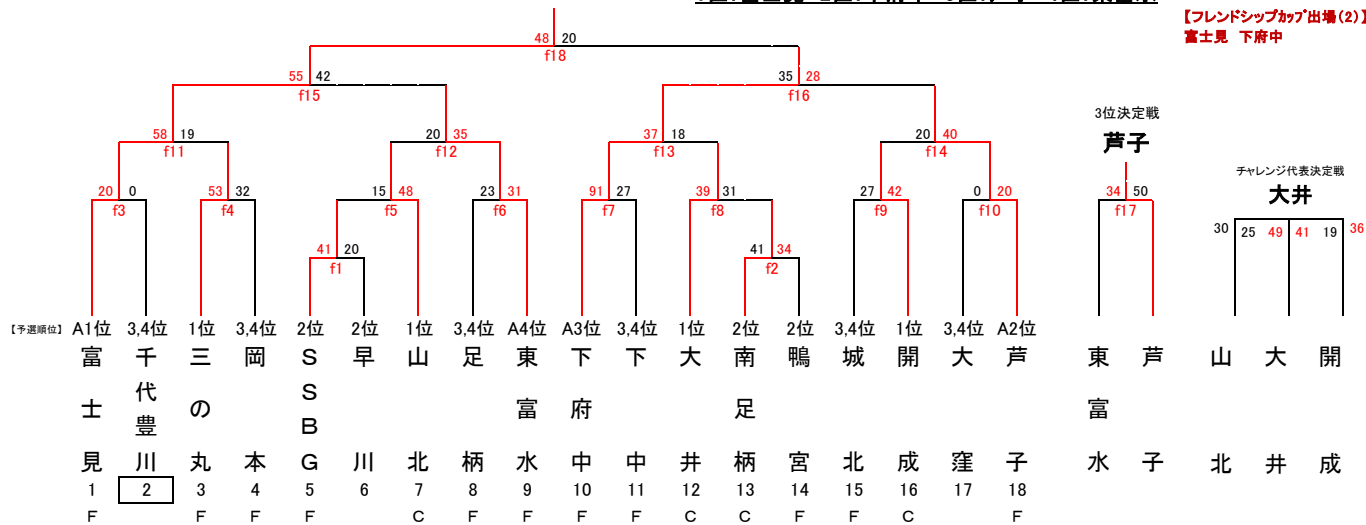 【フレンドシップカップ出場(2)】
富士見 下府中
48 20
f18
55 42
f15
35 28
f16
58 19
f11
20 35
f12
37 18
f13
20 40
f14
3位決定戦
芦子
チャレンジ代表決定戦
大井
20 0
f3
53 32
f4
15 48
f5
23 31
f6
91 27
f7
39 31
f8
27 42
f9
0 20
f10
34 50
f17
30 25 49 41 19 36
41 20
f1
41 34
f2
【予選順位】 A1位 3,4位 1位 3,4位 2位 2位 1位 3,4位 A4位 A3位 3,4位 1位 2位 2位 3,4位 1位 3,4位 A2位
富士見
千代豊川
三の丸
岡本
SSBG
早川
山北
足柄
東富水
下府中
下中
大井
南足柄
鴨宮
城北
開成
大窪
芦子
東富水
芦子
山北
大井
開成
1 2 3 4 5 6 7 8 9 10 11 12 13 14 15 16 17 18
F F F F C F F F F C C F F C F